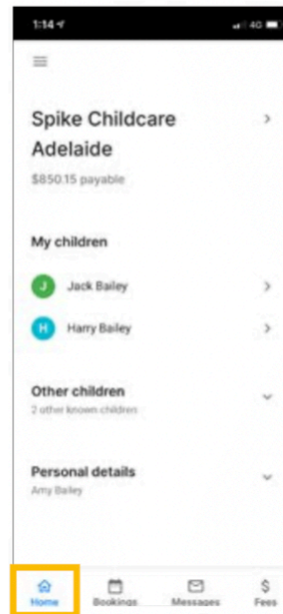 1:14
4G
Spike Childcare
Adelaide
$850.15 payable
My children
J Jack Bailey
H Harry Bailey
Other children
2 other known children
Personal details
Amy Bailey
Home Bookings Messages Fees